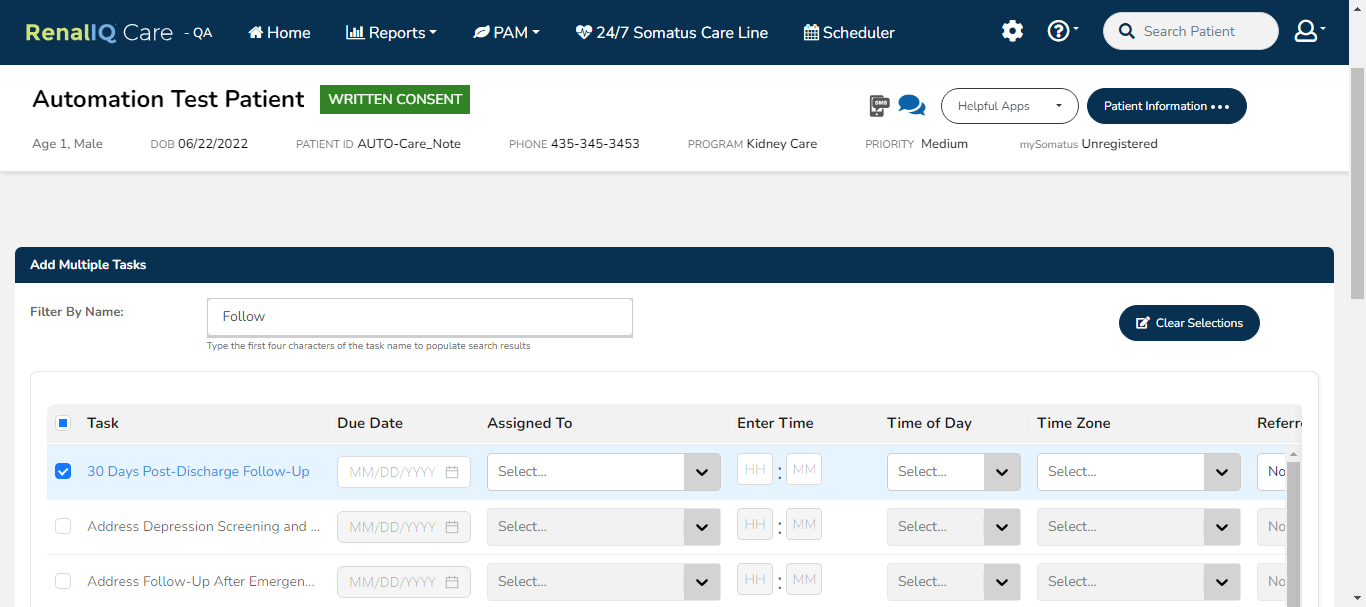 RenalIQ Care - QA Home Reports PAM 24/7 Somatus Care Line Scheduler Search Patient
Automation Test Patient WRITTEN CONSENT SMS Helpful Apps Patient Information
Age 1, Male DOB 06/22/2022 PATIENT ID AUTO-Care_Note PHONE 435-345-3453 PROGRAM Kidney Care PRIORITY Medium mySomatus Unregistered
Add Multiple Tasks
Filter By Name: Follow Clear Selections
Type the first four characters of the task name to populate search results
Task Due Date Assigned To Enter Time Time of Day Time Zone Referr
30 Days Post-Discharge Follow-Up MM/DD/YYYY Select... HH : MM Select... Select... No
Address Depression Screening and ... MM/DD/YYYY Select... HH : MM Select... Select... No
Address Follow-Up After Emergen... MM/DD/YYYY Select... HH : MM Select... Select... No